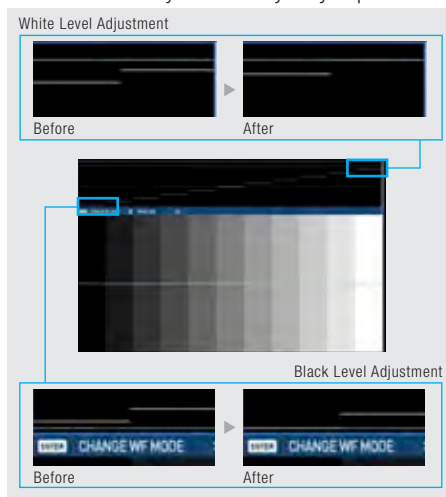 White Level Adjustment
Before After
Black Level Adjustment
ENTER CHANGE WF MODE
ENTER CHANGE WF MODE
Before After